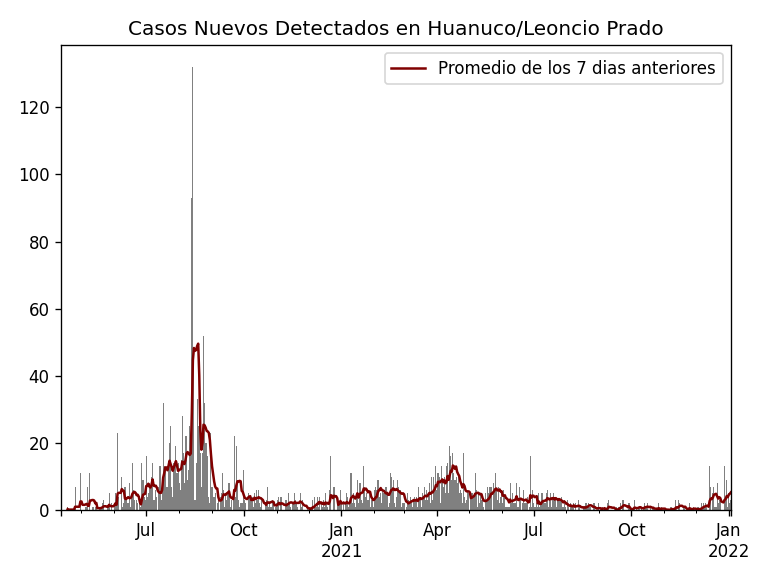 Casos Nuevos Detectados en Huanuco/Leoncio Prado
Promedio de los 7 dias anteriores
120
100
80
60
40
20
0
Jul Oct Jan Apr Jul Oct Jan
2021 2022